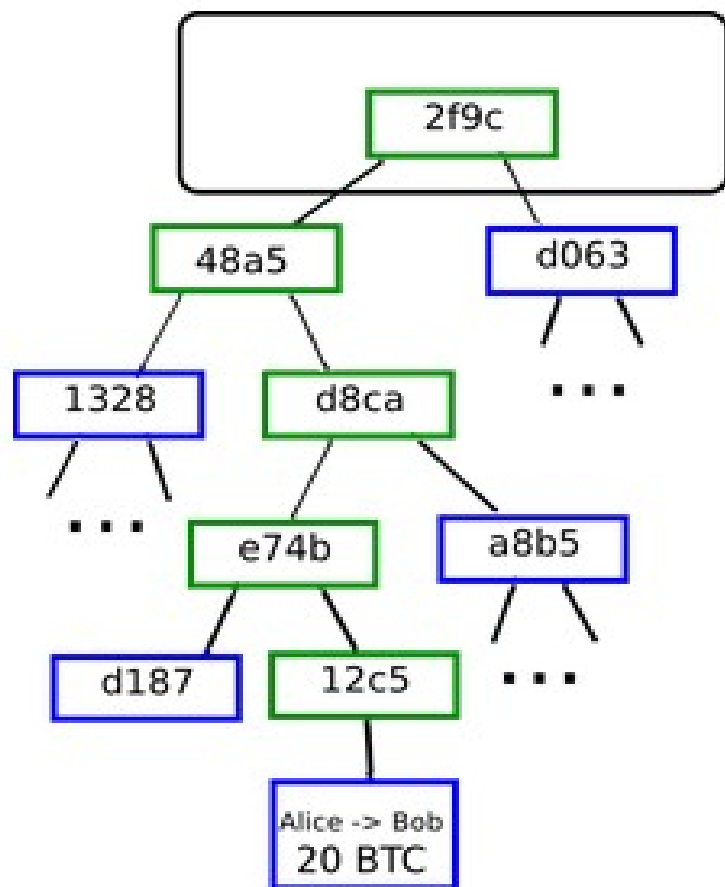 2f9c
48a5
d063
1328
d8ca
...
...
e74b
a8b5
d187
12c5
...
Alice -> Bob
20 BTC